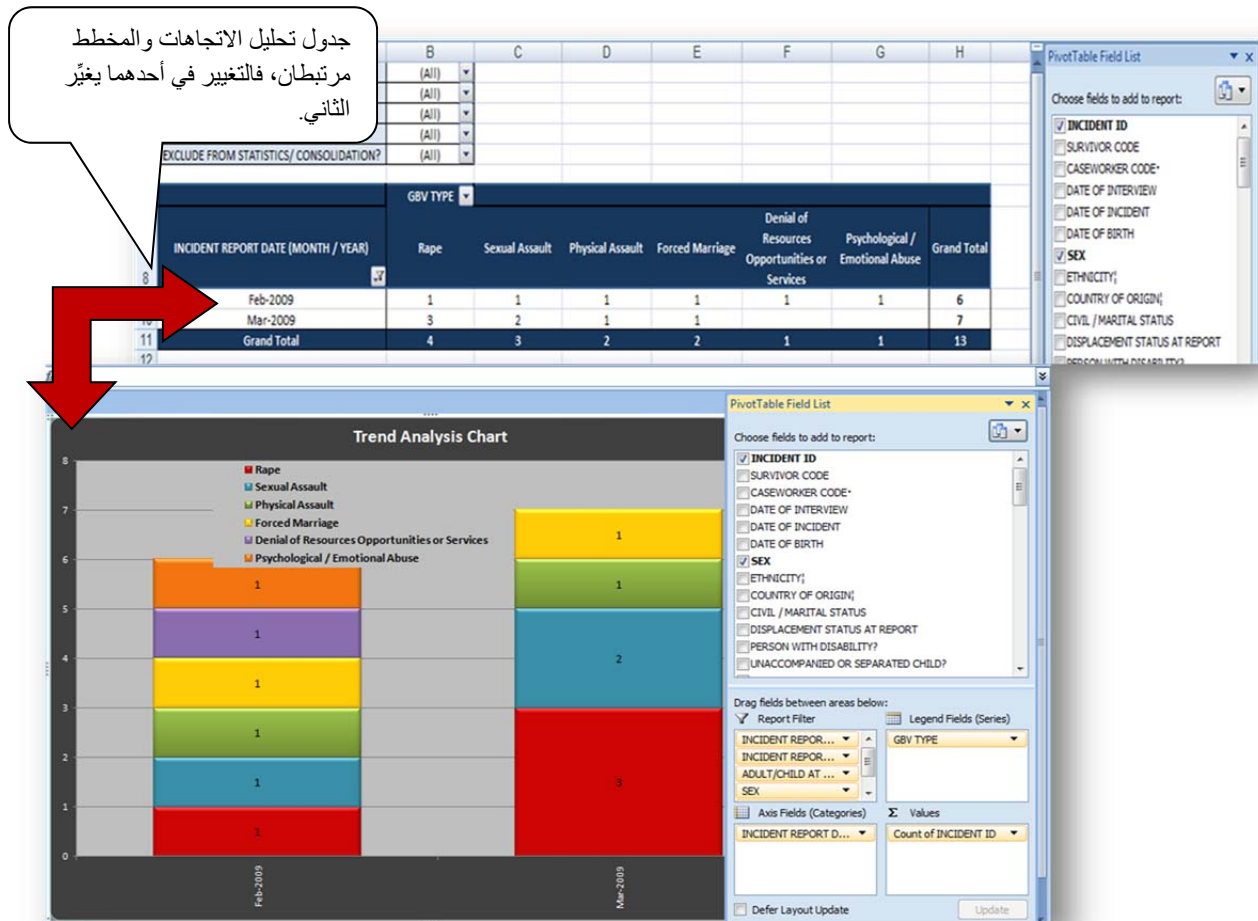 جدول تحليل الاتجاهات والمخطط
مرتبطان، فالتغيير في أحدهما يغيِّر
الثاني.
B C D E F G H
(All)
(All)
(All)
(All)
EXCLUDE FROM STATISTICS/ CONSOLIDATION? (All)
GBV TYPE
8 INCIDENT REPORT DATE (MONTH / YEAR) Rape Sexual Assault Physical Assault Forced Marriage Denial of Resources Opportunities or Services Psychological / Emotional Abuse Grand Total
Feb-2009 1 1 1 1 1 1 6
10 Mar-2009 3 2 1 1 7
11 Grand Total 4 3 2 2 1 1 13
12
PivotTable Field List
Choose fields to add to report:
INCIDENT ID
SURVIVOR CODE
CASEWORKER CODE*
DATE OF INTERVIEW
DATE OF INCIDENT
DATE OF BIRTH
SEX
ETHNICITY¦
COUNTRY OF ORIGIN¦
CIVIL / MARITAL STATUS
DISPLACEMENT STATUS AT REPORT
PERSON WITH DISABILITY?
Trend Analysis Chart
Rape
Sexual Assault
Physical Assault
Forced Marriage
Denial of Resources Opportunities or Services
Psychological / Emotional Abuse
8
7
6
5
4
3
2
1
0
1
1
1
1
1
1
1
1
2
3
Feb-2009
Mar-2009
PivotTable Field List
Choose fields to add to report:
INCIDENT ID
SURVIVOR CODE
CASEWORKER CODE*
DATE OF INTERVIEW
DATE OF INCIDENT
DATE OF BIRTH
SEX
ETHNICITY¦
COUNTRY OF ORIGIN¦
CIVIL / MARITAL STATUS
DISPLACEMENT STATUS AT REPORT
PERSON WITH DISABILITY?
UNACCOMPANIED OR SEPARATED CHILD?
Drag fields between areas below:
Report Filter
INCIDENT REPOR...
INCIDENT REPOR...
ADULT/CHILD AT ...
SEX
Legend Fields (Series)
GBV TYPE
Axis Fields (Categories)
INCIDENT REPORT D...
Σ Values
Count of INCIDENT ID
Defer Layout Update
Update